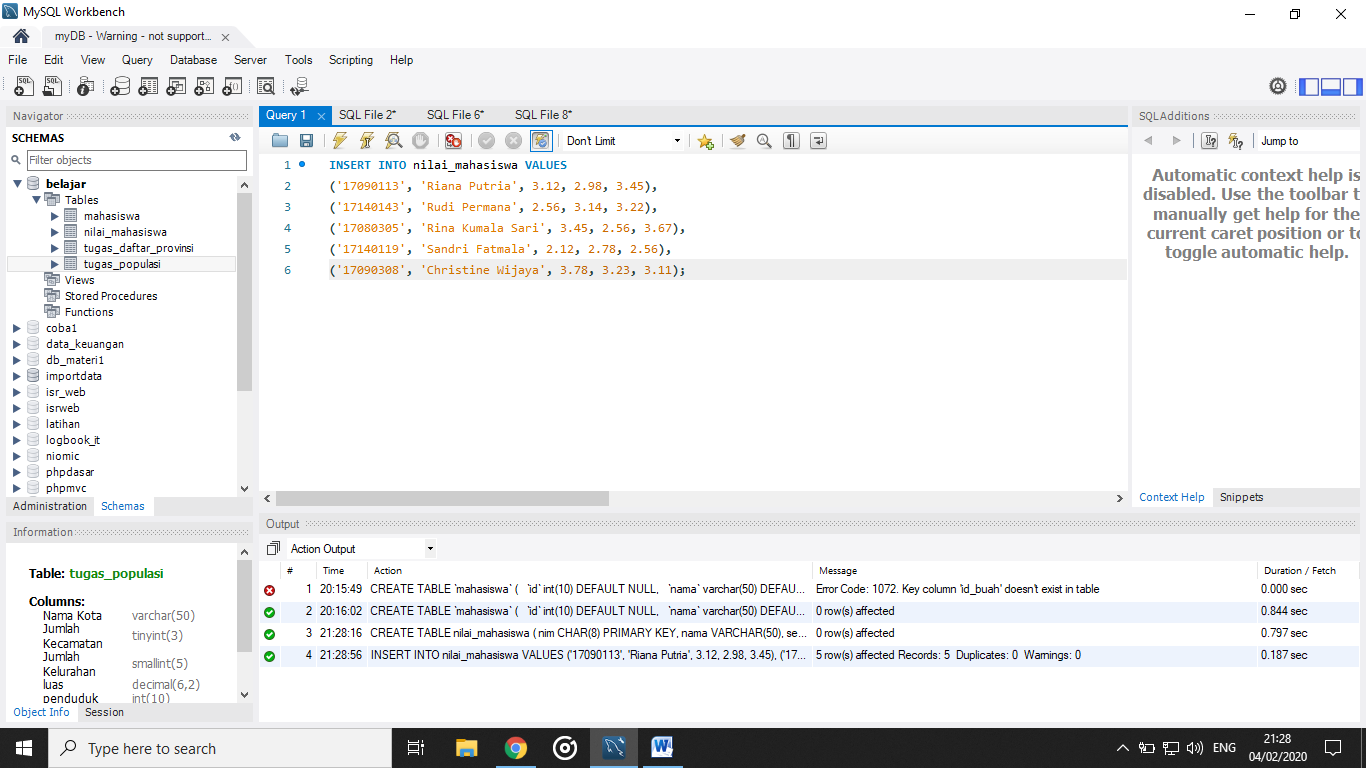 MySQL Workbench
myDB - Warning - not support...
File Edit View Query Database Server Tools Scripting Help
Navigator
SCHEMAS
Filter objects
belajar
Tables
mahasiswa
nilai_mahasiswa
tugas_daftar_provinsi
tugas_populasi
Views
Stored Procedures
Functions
coba1
data_keuangan
db_materi1
importdata
isr_web
isrweb
latihan
logbook_it
niomic
phpdasar
phpmvc
Administration Schemas
Information
Table: tugas_populasi
Columns:
Nama Kota varchar(50)
Jumlah
Kecamatan tinyint(3)
Jumlah
Kelurahan smallint(5)
luas decimal(6,2)
penduduk int(10)
Object Info Session
Query 1 SQL File 2* SQL File 6* SQL File 8*
Don't Limit
1 INSERT INTO nilai_mahasiswa VALUES
2 ('17090113', 'Riana Putria', 3.12, 2.98, 3.45),
3 ('17140143', 'Rudi Permana', 2.56, 3.14, 3.22),
4 ('17080305', 'Rina Kumala Sari', 3.45, 2.56, 3.67),
5 ('17140119', 'Sandri Fatmala', 2.12, 2.78, 2.56),
6 ('17090308', 'Christine Wijaya', 3.78, 3.23, 3.11);
SQLAdditions
Jump to
Automatic context help is
disabled. Use the toolbar t
manually get help for the
current caret position or to
toggle automatic help.
Context Help Snippets
Output
Action Output
# Time Action Message Duration / Fetch
1 20:15:49 CREATE TABLE `mahasiswa` ( `id` int(10) DEFAULT NULL, `nama` varchar(50) DEFAU... Error Code: 1072. Key column 'id_buah' doesn't exist in table 0.000 sec
2 20:16:02 CREATE TABLE `mahasiswa` ( `id` int(10) DEFAULT NULL, `nama` varchar(50) DEFAU... 0 row(s) affected 0.844 sec
3 21:28:16 CREATE TABLE nilai_mahasiswa ( nim CHAR(8) PRIMARY KEY, nama VARCHAR(50), se... 0 row(s) affected 0.797 sec
4 21:28:56 INSERT INTO nilai_mahasiswa VALUES ('17090113', 'Riana Putria', 3.12, 2.98, 3.45), ('17... 5 row(s) affected Records: 5 Duplicates: 0 Warnings: 0 0.187 sec
Type here to search
ENG
21:28
04/02/2020